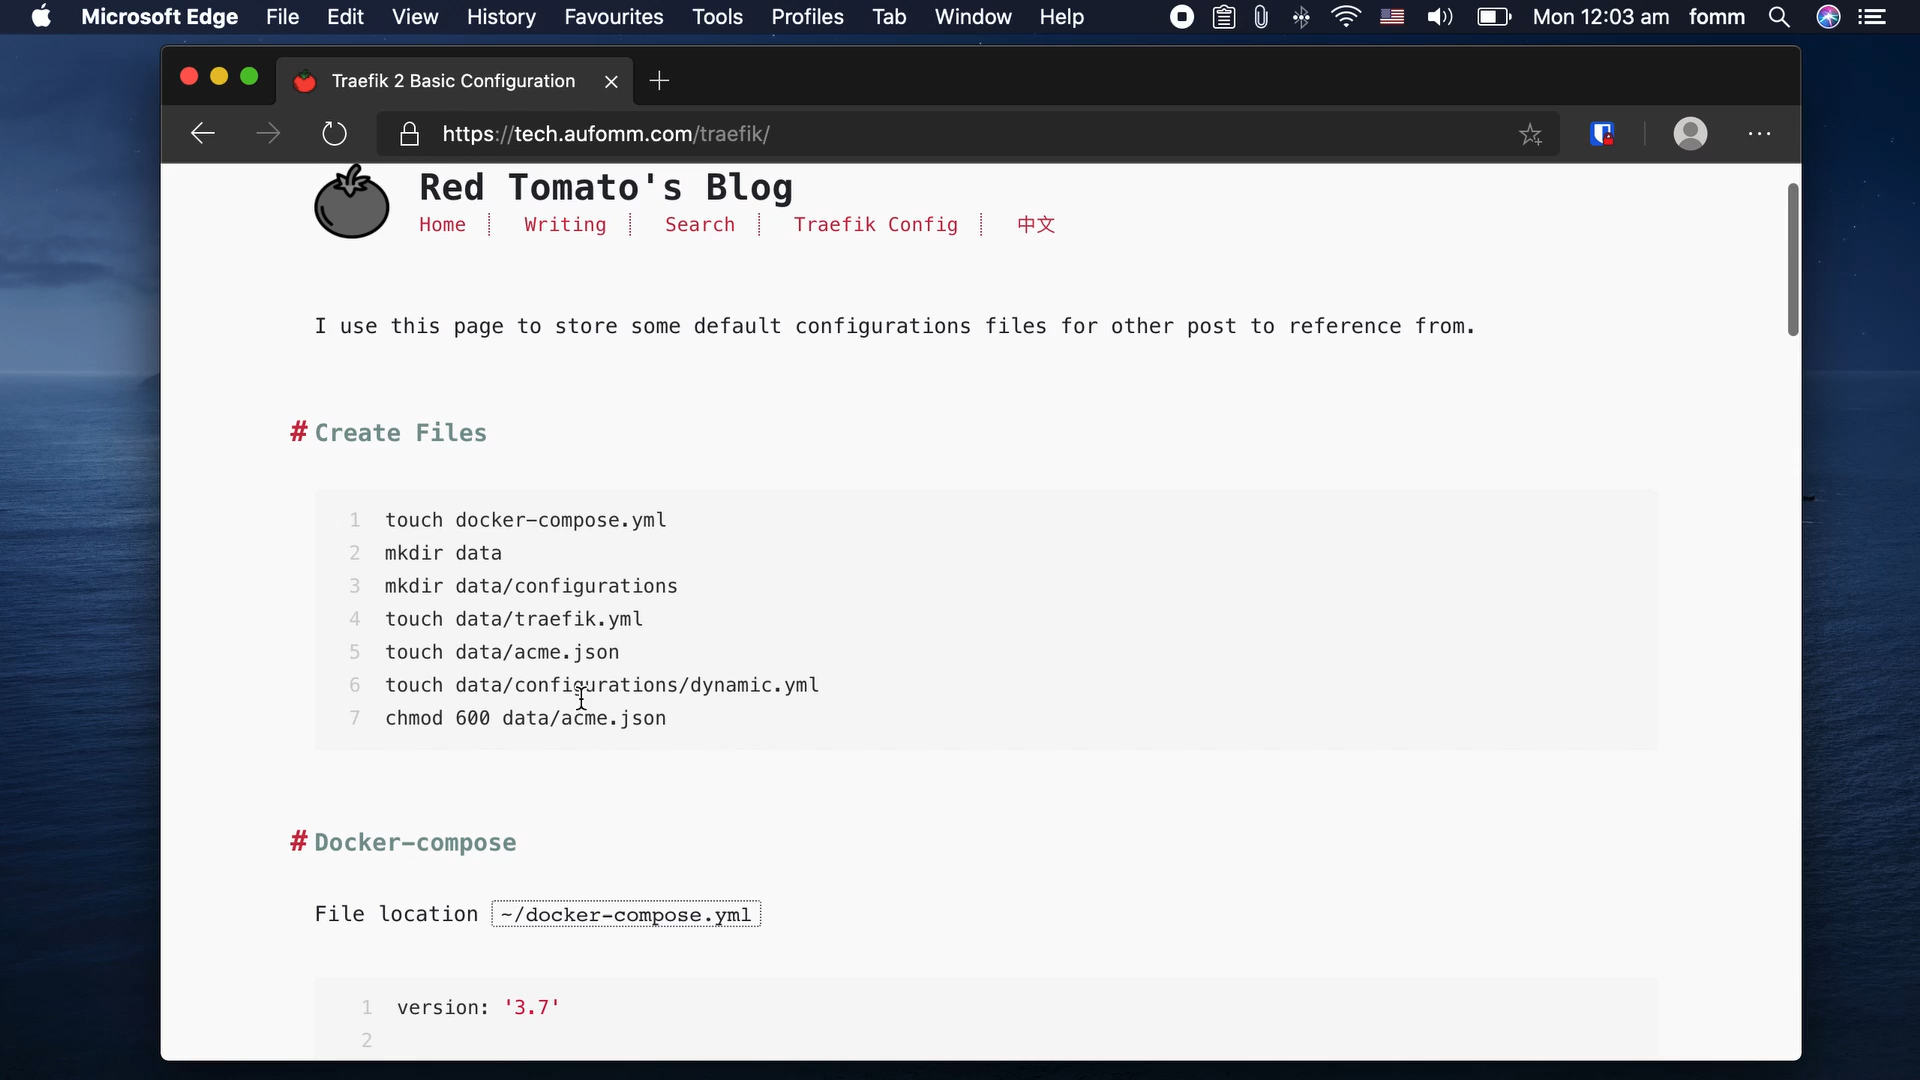 Microsoft Edge File Edit View History Favourites Tools Profiles Tab Window Help Mon 12:03 am fomm
Traefik 2 Basic Configuration
https://tech.aufomm.com/traefik/
Red Tomato's Blog
Home Writing Search Traefik Config 中文
I use this page to store some default configurations files for other post to reference from.
# Create Files
1 touch docker-compose.yml
2 mkdir data
3 mkdir data/configurations
4 touch data/traefik.yml
5 touch data/acme.json
6 touch data/configurations/dynamic.yml
7 chmod 600 data/acme.json
# Docker-compose
File location ~/docker-compose.yml
1 version: '3.7'
2